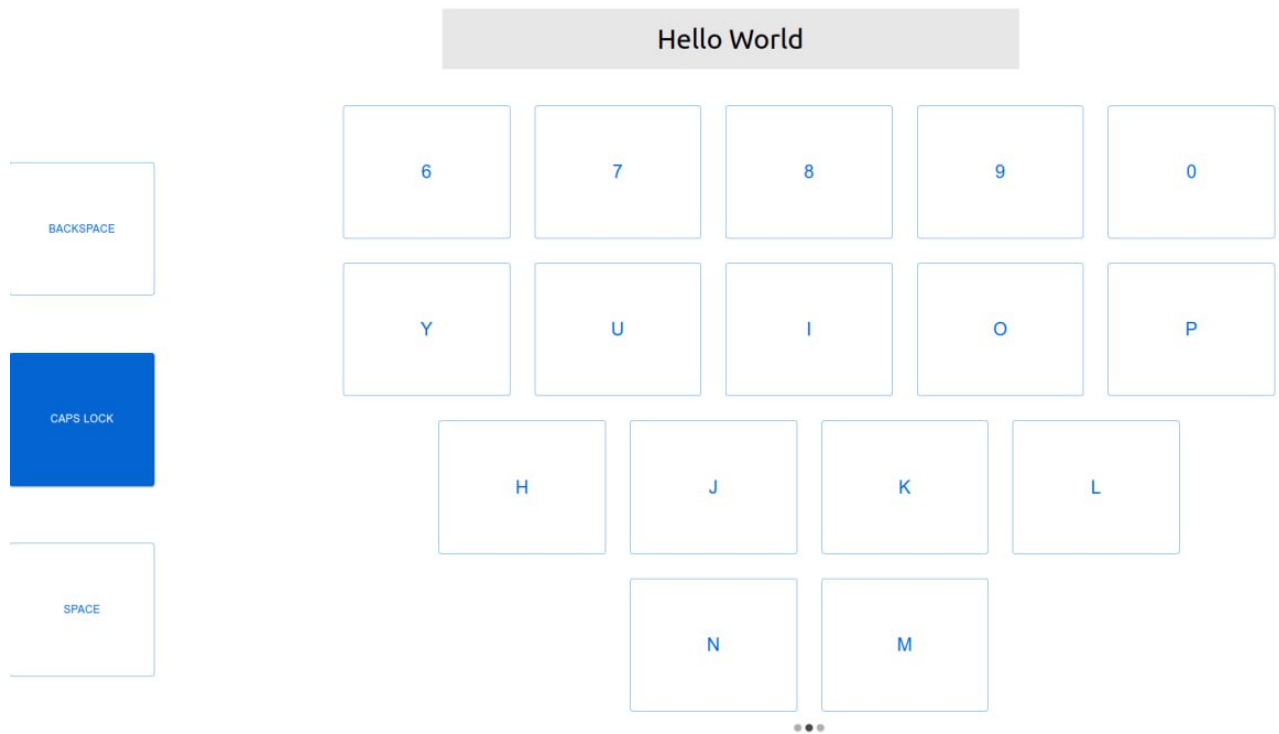 Hello World
6 7 8 9 0
BACKSPACE
Y U I O P
CAPS LOCK
H J K L
SPACE
N M